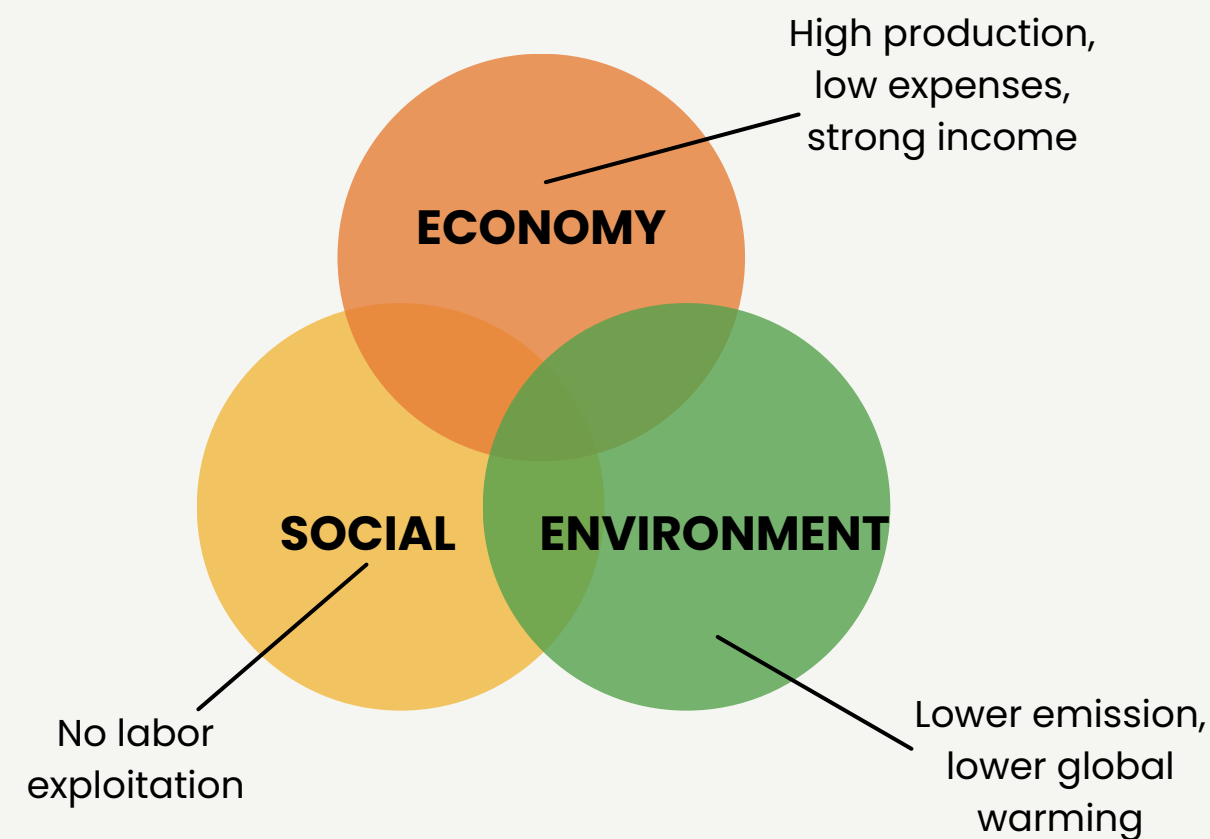 High production,
low expenses,
strong income
ECONOMY
SOCIAL
ENVIRONMENT
No labor
exploitation
Lower emission,
lower global
warming